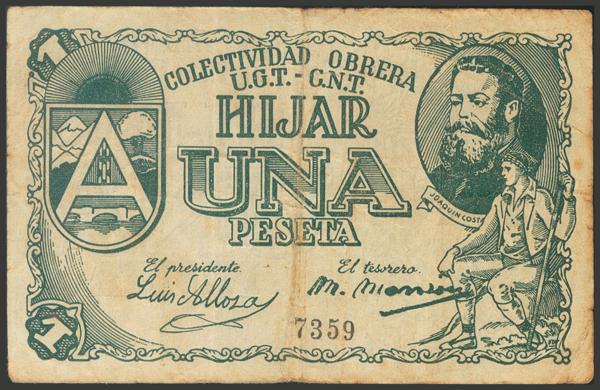 1
COLECTIVIDAD OBRERA
U.G.T. - C.N.T.
HIJAR
UNA
PESETA
A
JOAQUIN COSTA
El presidente.
El tesorero.
Luis Allosa
M.
7359
1